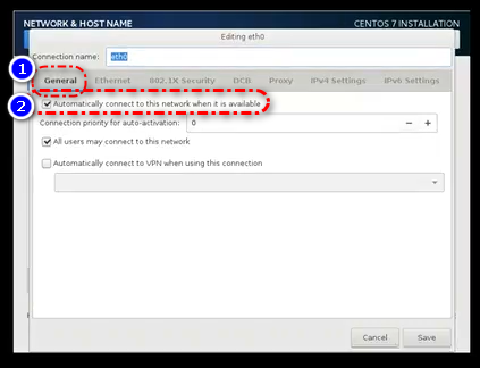 NETWORK & HOST NAME
CENTOS 7 INSTALLATION
Editing eth0
Connection name: eth0
1
General Ethernet 802.1X Security DCB Proxy IPv4 Settings IPv6 Settings
2
Automatically connect to this network when it is available
Connection priority for auto-activation: 0 − +
All users may connect to this network
Automatically connect to VPN when using this connection
Cancel Save